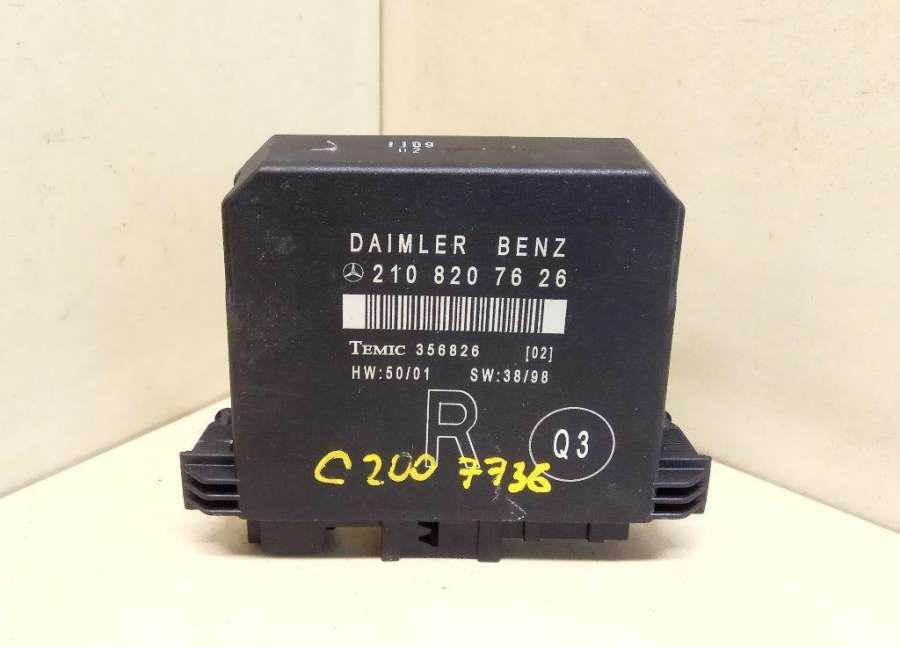 DAIMLER BENZ
210 820 76 26
TEMIC 356826 [02]
HW:50/01 SW:38/98
R
Q3
C200 7736